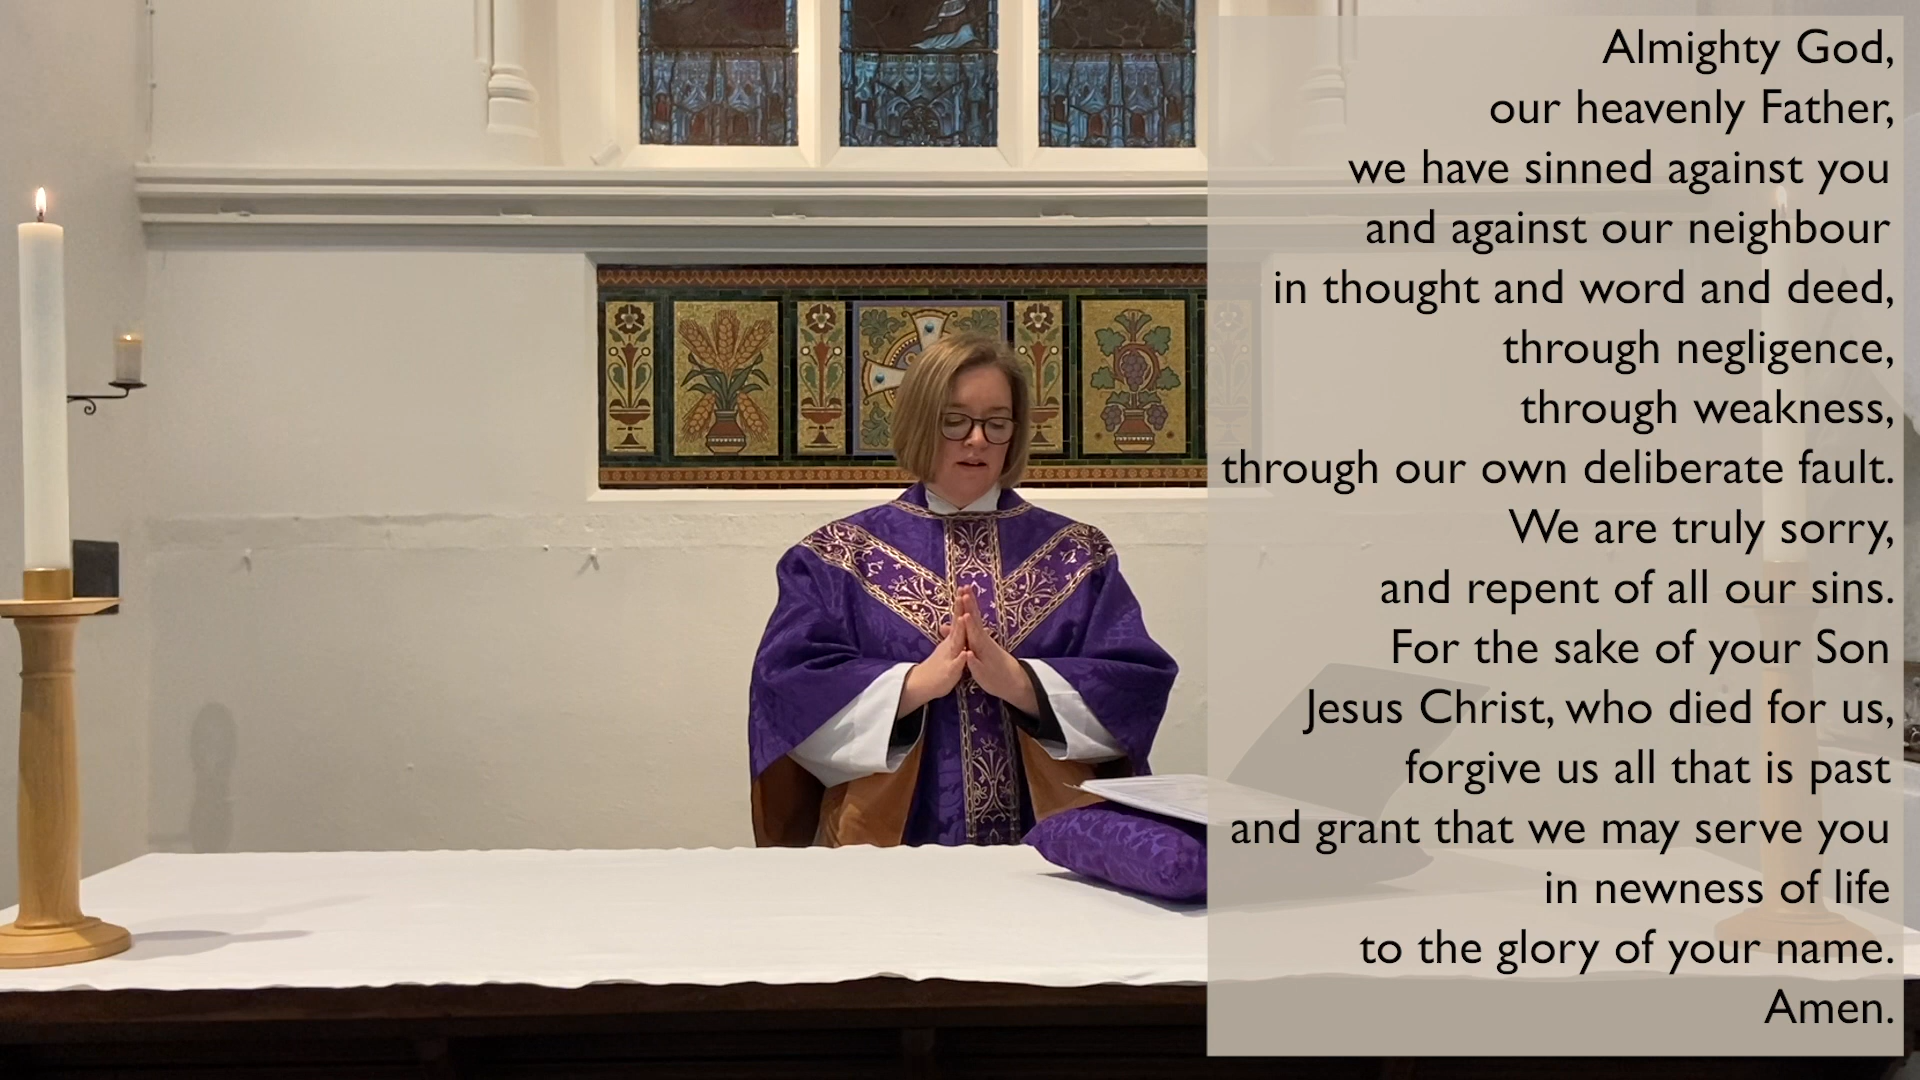 Almighty God,
our heavenly Father,
we have sinned against you
and against our neighbour
in thought and word and deed,
through negligence,
through weakness,
through our own deliberate fault.
We are truly sorry,
and repent of all our sins.
For the sake of your Son
Jesus Christ, who died for us,
forgive us all that is past
and grant that we may serve you
in newness of life
to the glory of your name.
Amen.